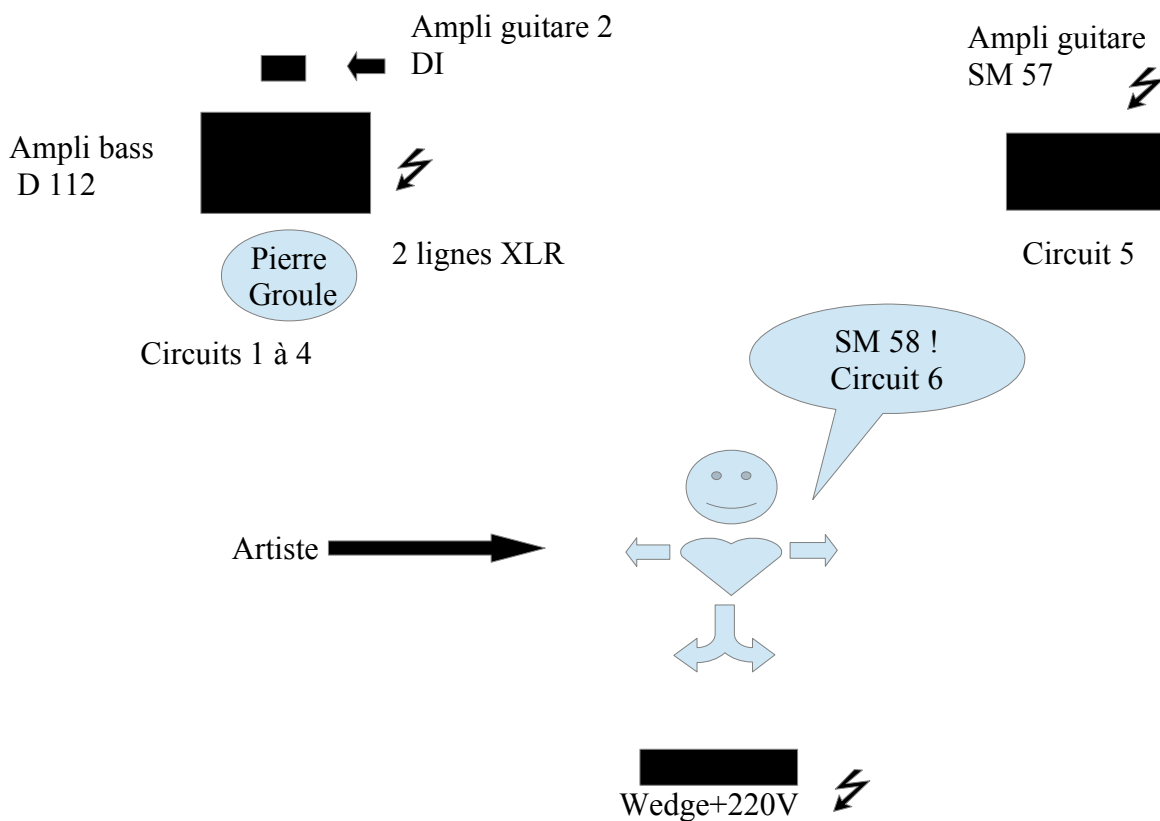 Ampli guitare 2
DI
Ampli guitare
SM 57
Ampli bass
D 112
Pierre
Groule
2 lignes XLR
Circuit 5
Circuits 1 à 4
SM 58 !
Circuit 6
Artiste
Wedge+220V